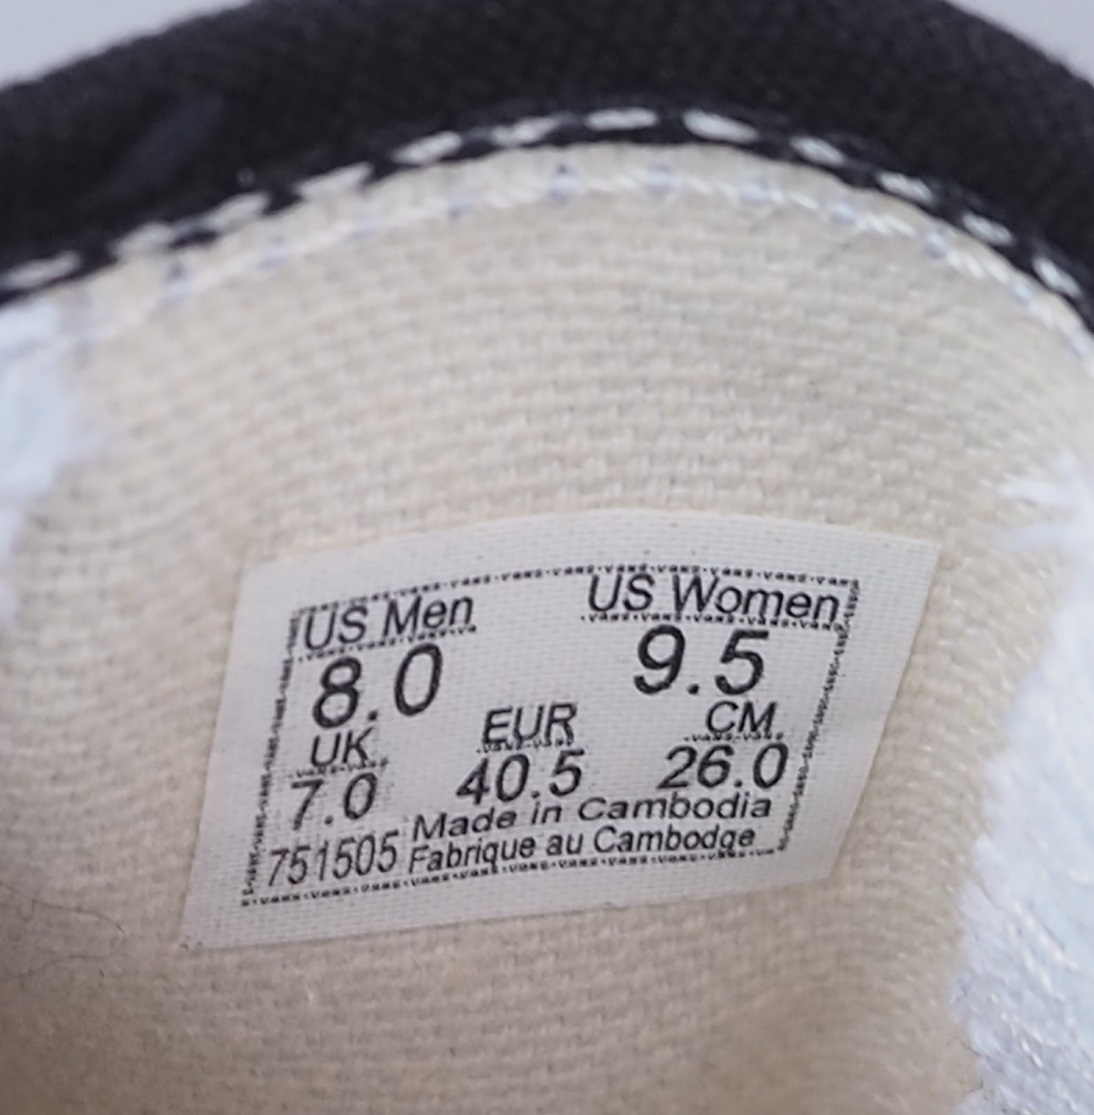 US Men US Women
8.0 9.5
UK EUR CM
7.0 40.5 26.0
Made in Cambodia
751505 Fabrique au Cambodge